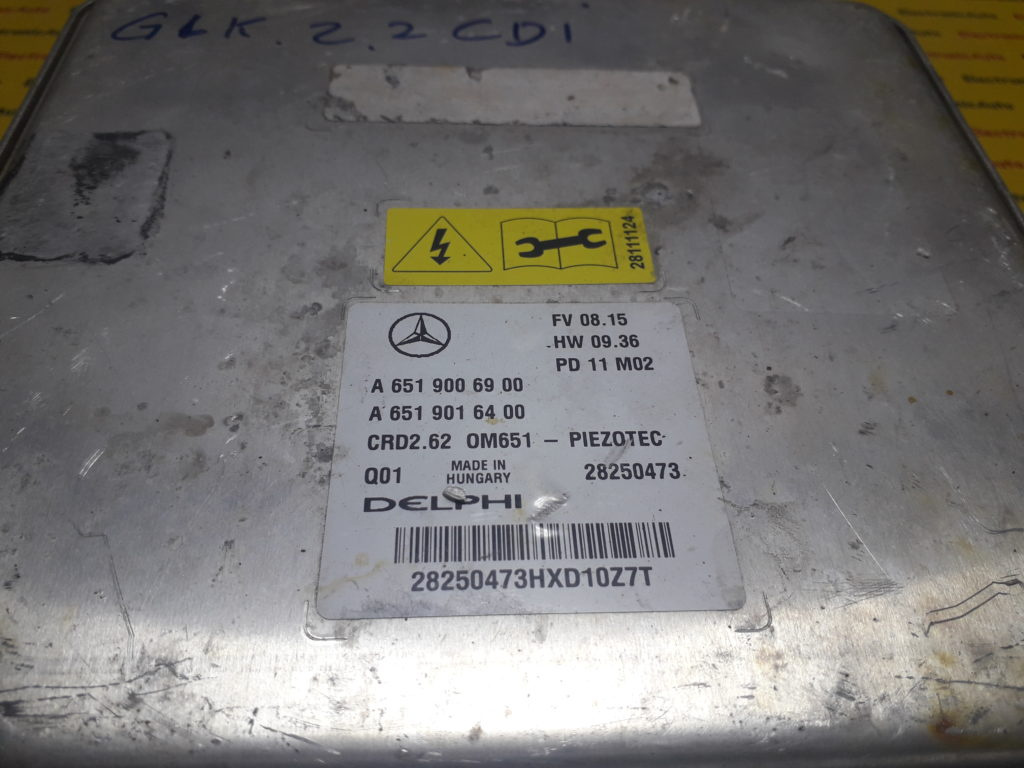 GLK 2.2 CDi
28111124
FV 08.15
HW 09.36
PD 11 M02
A 651 900 69 00
A 651 901 64 00
CRD2.62 OM651 - PIEZOTEC
Q01 MADE IN HUNGARY 28250473
DELPHI
28250473HXD10Z7T